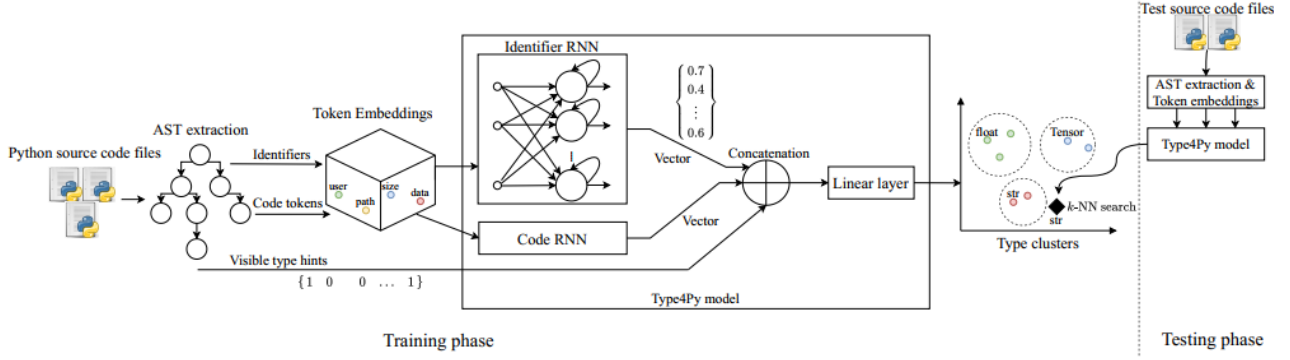 Test source code files
Identifier RNN
0.7
0.4
⋮
0.6
AST extraction &
Token embeddings
Token Embeddings
AST extraction
float
Tensor
Type4Py model
Python source code files
Identifiers
Vector
Concatenation
user
size
data
path
Linear layer
str
k-NN search
str
Code tokens
Code RNN
Vector
Type clusters
Visible type hints
{1 0 0 ... 1}
Type4Py model
Training phase
Testing phase